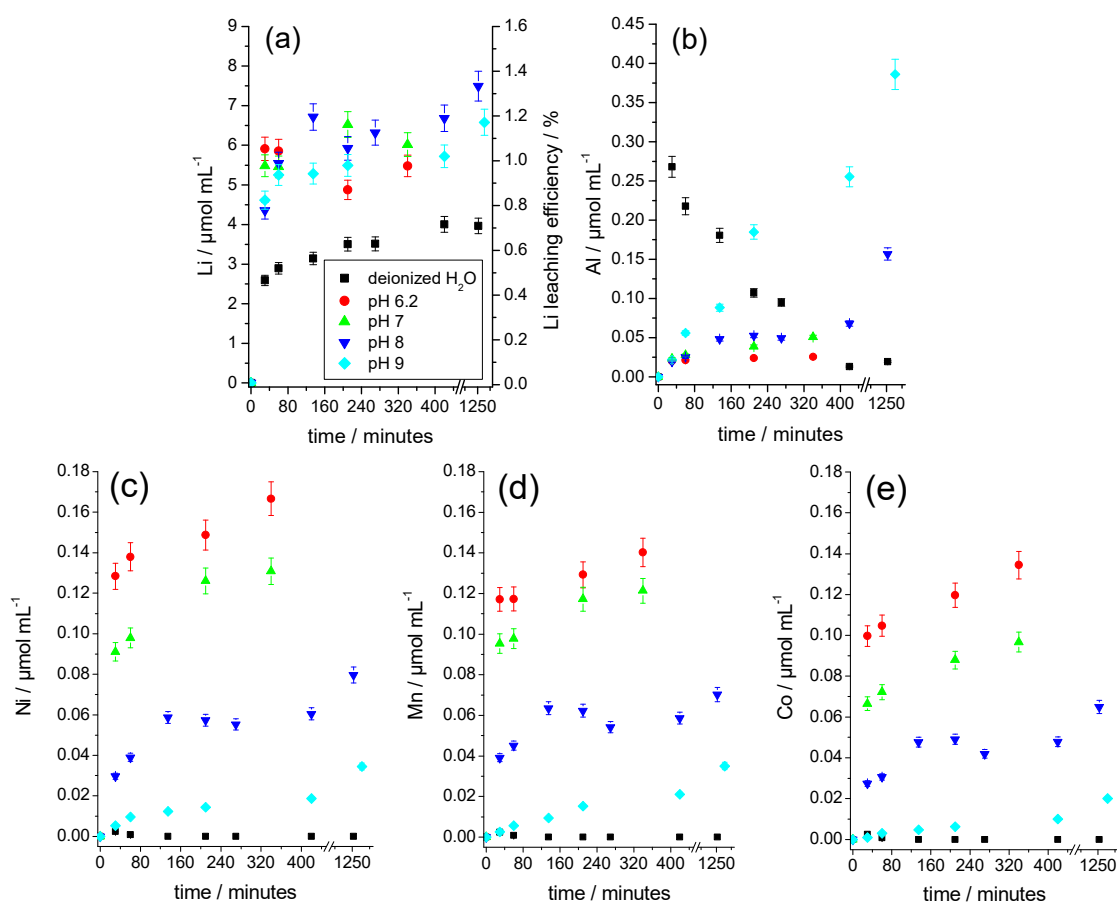 (a)
9
8
7
6
5
4
3
2
1
0
Li / µmol mL⁻¹
1.6
1.4
1.2
1.0
0.8
0.6
0.4
0.2
0.0
Li leaching efficiency / %
deionized H₂O
pH 6.2
pH 7
pH 8
pH 9
0 80 160 240 320 400 1250
time / minutes
(b)
0.45
0.40
0.35
0.30
0.25
0.20
0.15
0.10
0.05
0.00
Al / µmol mL⁻¹
0 80 160 240 320 400 1250
time / minutes
(c)
0.18
0.16
0.14
0.12
0.10
0.08
0.06
0.04
0.02
0.00
Ni / µmol mL⁻¹
0 80 160 240 320 400 1250
time / minutes
(d)
0.18
0.16
0.14
0.12
0.10
0.08
0.06
0.04
0.02
0.00
Mn / µmol mL⁻¹
0 80 160 240 320 400 1250
time / minutes
(e)
0.18
0.16
0.14
0.12
0.10
0.08
0.06
0.04
0.02
0.00
Co / µmol mL⁻¹
0 80 160 240 320 400 1250
time / minutes